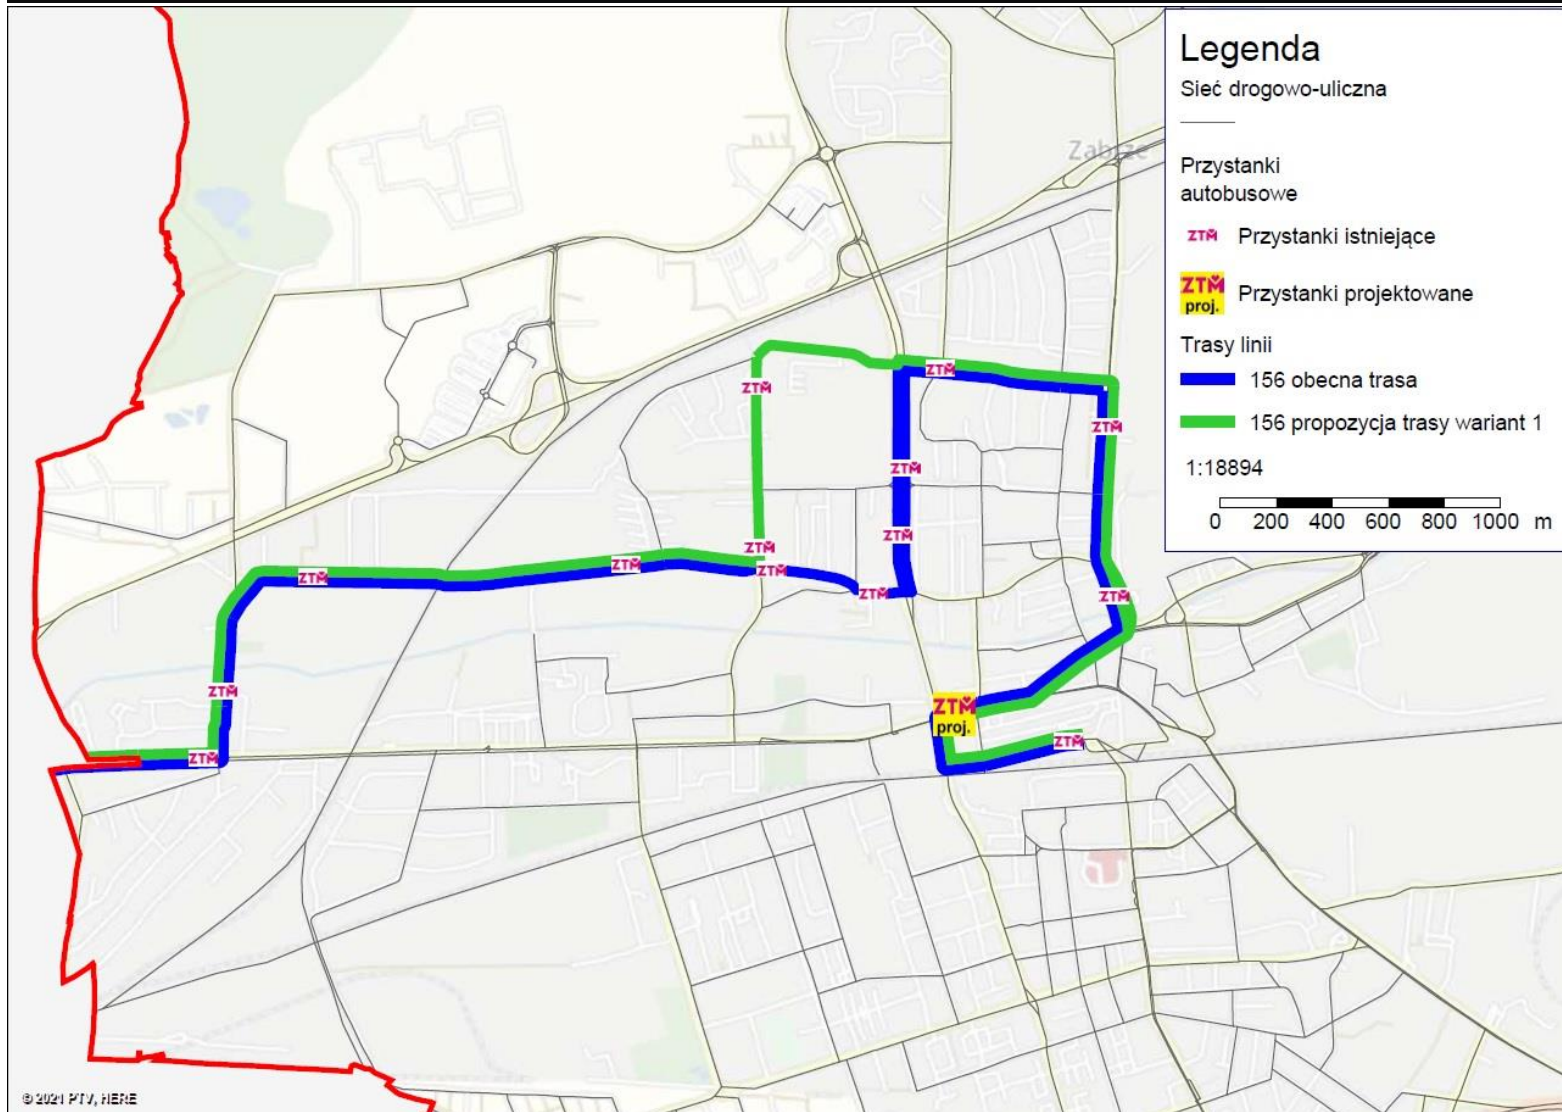 Legenda
Sieć drogowo-uliczna
Przystanki
autobusowe
ZTM Przystanki istniejące
ZTM
proj. Przystanki projektowane
Trasy linii
156 obecna trasa
156 propozycja trasy wariant 1
1:18894
0 200 400 600 800 1000 m
Zabrze
ZTM
ZTM
ZTM
ZTM
ZTM
ZTM
ZTM
ZTM
ZTM
ZTM
ZTM
ZTM
ZTM
ZTM
proj.
ZTM
ZTM
© 2021 PTV, HERE